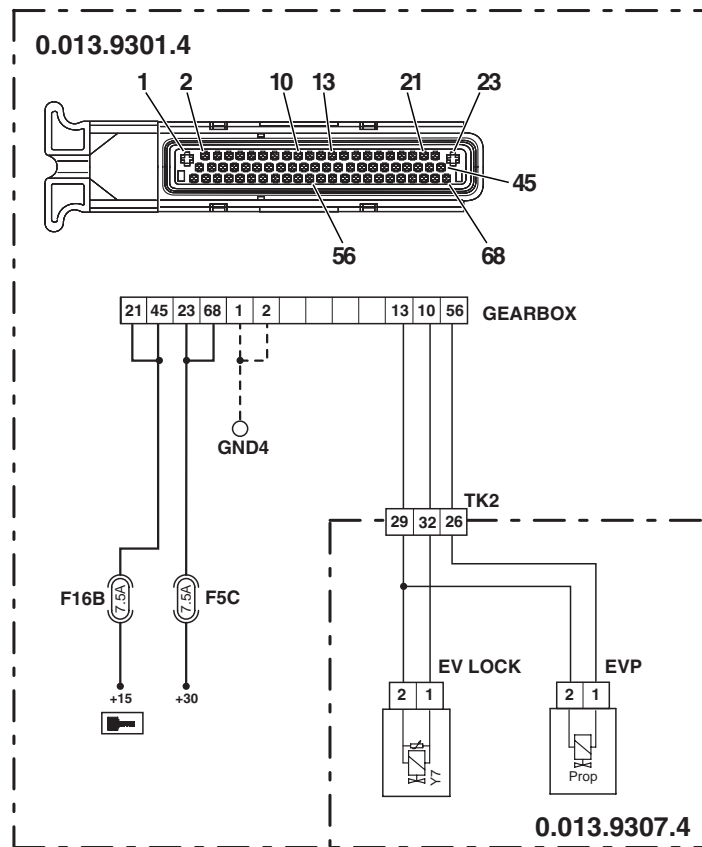 0.013.9301.4
1 2 10 13 21 23
45
56 68
21 45 23 68 1 2 13 10 56 GEARBOX
GND4
TK2
29 32 26
F16B 7.5A 7.5A F5C
EV LOCK EVP
+15 +30
2 1 2 1
Y7
Prop
0.013.9307.4